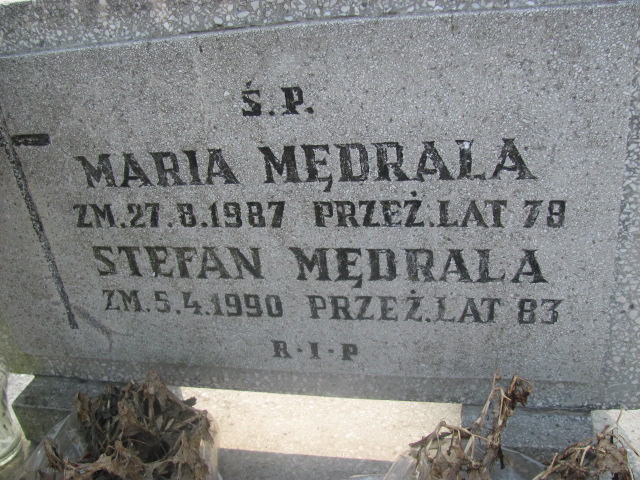 Ś.P.
MARIA MĘDRALA
ZM.27.8.1987 PRZEŻ.LAT 79
STEFAN MĘDRALA
ZM.5.4.1990 PRZEŻ.LAT 83
R·I·P